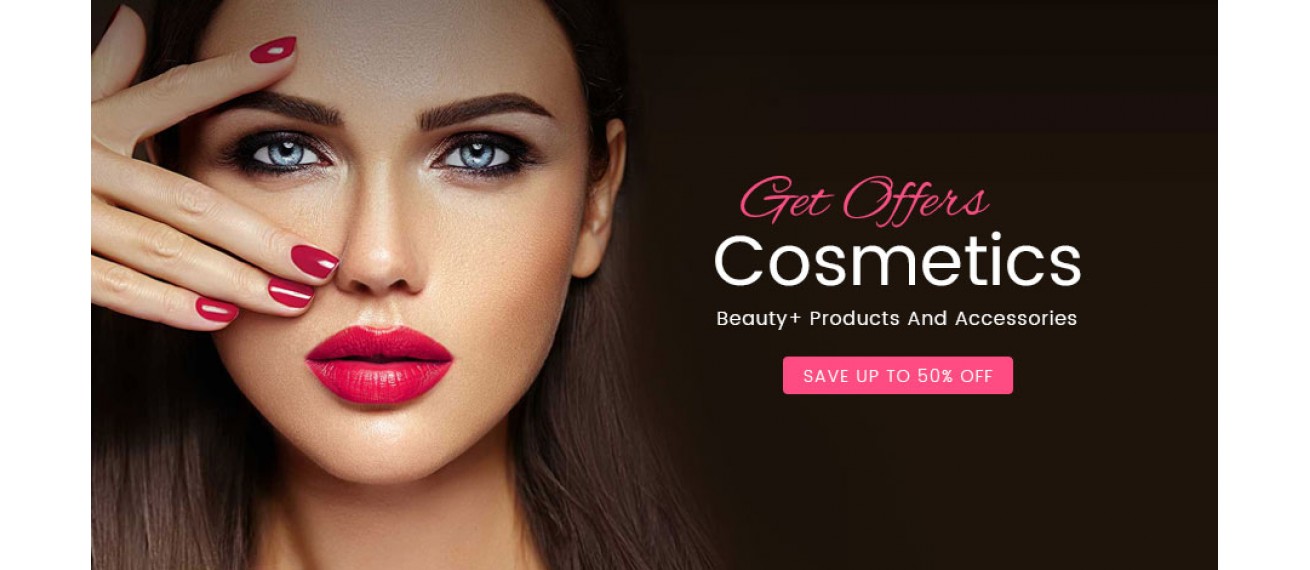 Get Offers
Cosmetics
Beauty+ Products And Accessories
SAVE UP TO 50% OFF